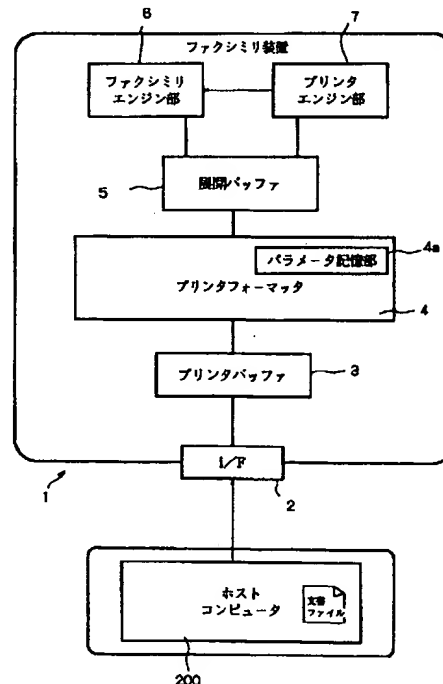 6
7
ファクシミリ装置
ファクシミリ
エンジン部
プリンタ
エンジン部
5
展開バッファ
4a
パラメータ記憶部
プリンタフォーマッタ
4
プリンタバッファ
3
I/F
1
2
ホスト
コンピュータ
文書
ファイル
200